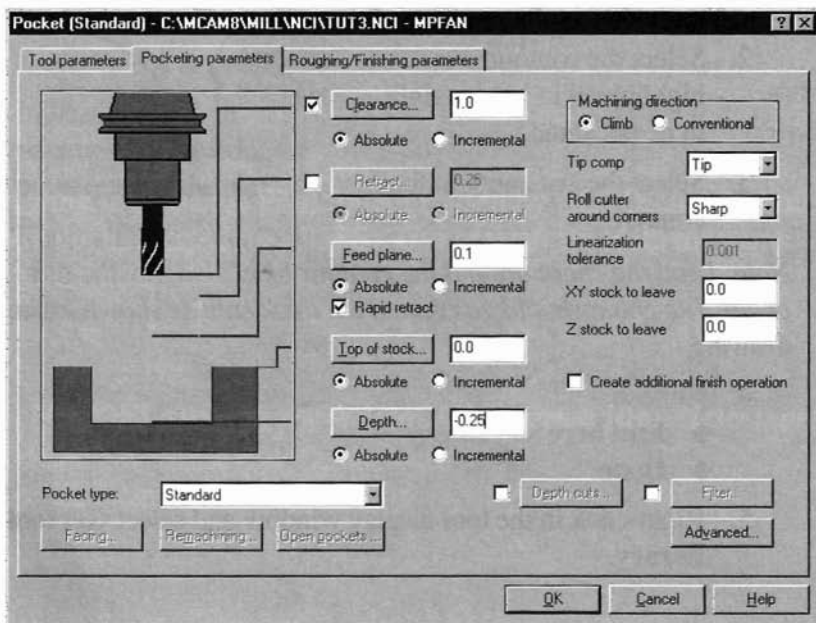 Pocket (Standard) - C:\MCAM8\MILL\NCI\TUT3.NCI - MPFAN
Tool parameters Pocketing parameters Roughing/Finishing parameters
Clearance... 1.0
Absolute Incremental
Retract... 0.25
Absolute Incremental
Feed plane... 0.1
Absolute Incremental
Rapid retract
Top of stock... 0.0
Absolute Incremental
Depth... -0.25
Absolute Incremental
Machining direction
Climb Conventional
Tip comp Tip
Roll cutter
around corners Sharp
Linearization
tolerance 0.001
XY stock to leave 0.0
Z stock to leave 0.0
Create additional finish operation
Pocket type: Standard
Depth cuts... Filter...
Facing... Remachining... Open pockets... Advanced...
OK Cancel Help